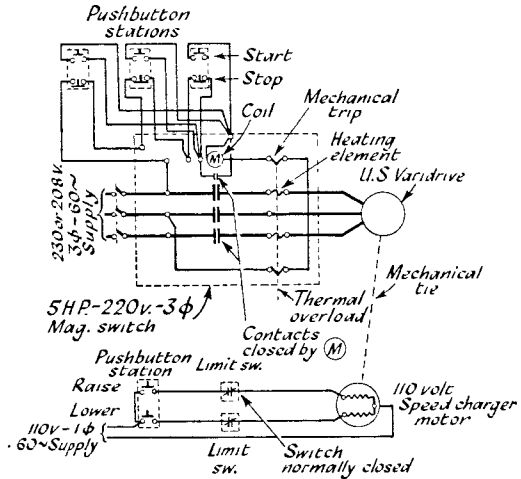 Pushbutton
stations
Start
Stop
Coil
M
Mechanical
trip
Heating
element
U.S Varidrive
230 or 208V.
3ϕ-60~
Supply
Mechanical
tie
5HP.-220v.-3ϕ
Mag. switch
Thermal
overload
Contacts
closed by M
Pushbutton
station
Limit sw.
Raise
Lower
110v-1ϕ
.60~Supply
110 volt
Speed charger
motor
Limit
sw.
Switch
normally closed